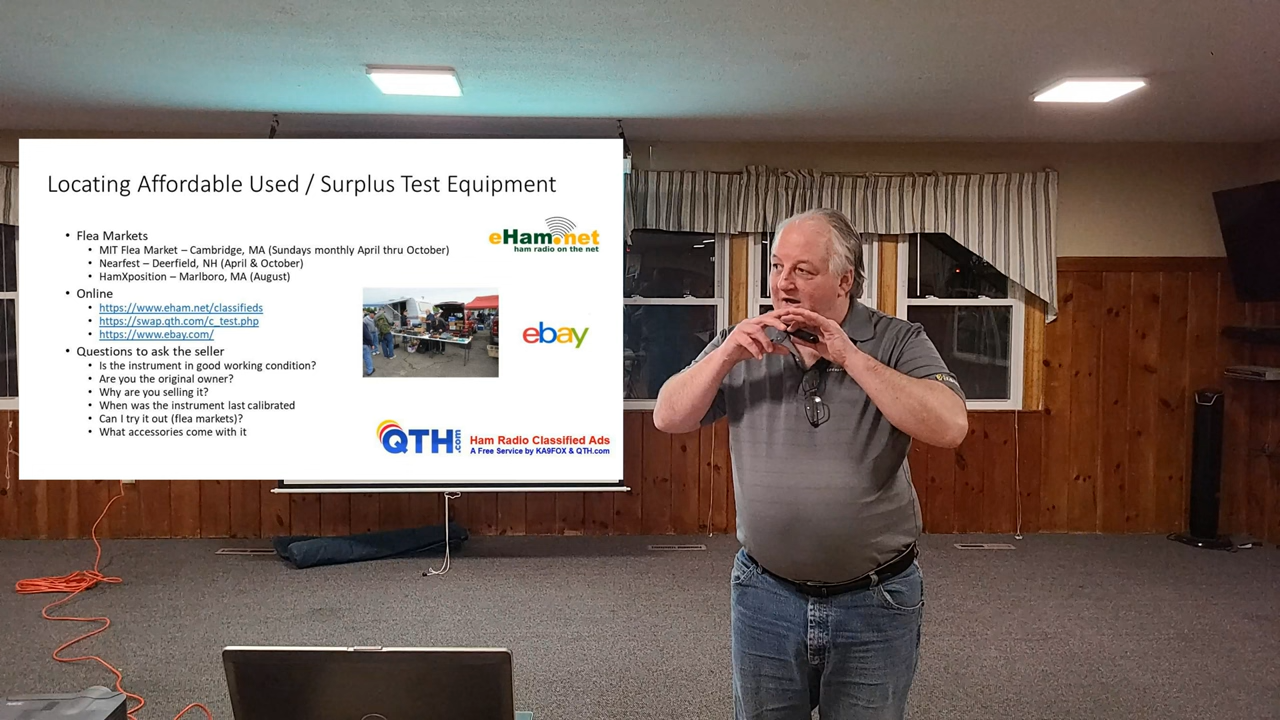 Locating Affordable Used / Surplus Test Equipment
• Flea Markets
• MIT Flea Market – Cambridge, MA (Sundays monthly April thru October)
• Nearfest – Deerfield, NH (April & October)
• HamXposition – Marlboro, MA (August)
• Online
• https://www.eham.net/classifieds
• https://swap.qth.com/c_test.php
• https://www.ebay.com/
• Questions to ask the seller
• Is the instrument in good working condition?
• Are you the original owner?
• Why are you selling it?
• When was the instrument last calibrated
• Can I try it out (flea markets)?
• What accessories come with it
eHam.net
ham radio on the net
ebay
QTH.com
Ham Radio Classified Ads
A Free Service by KA9FOX & QTH.com